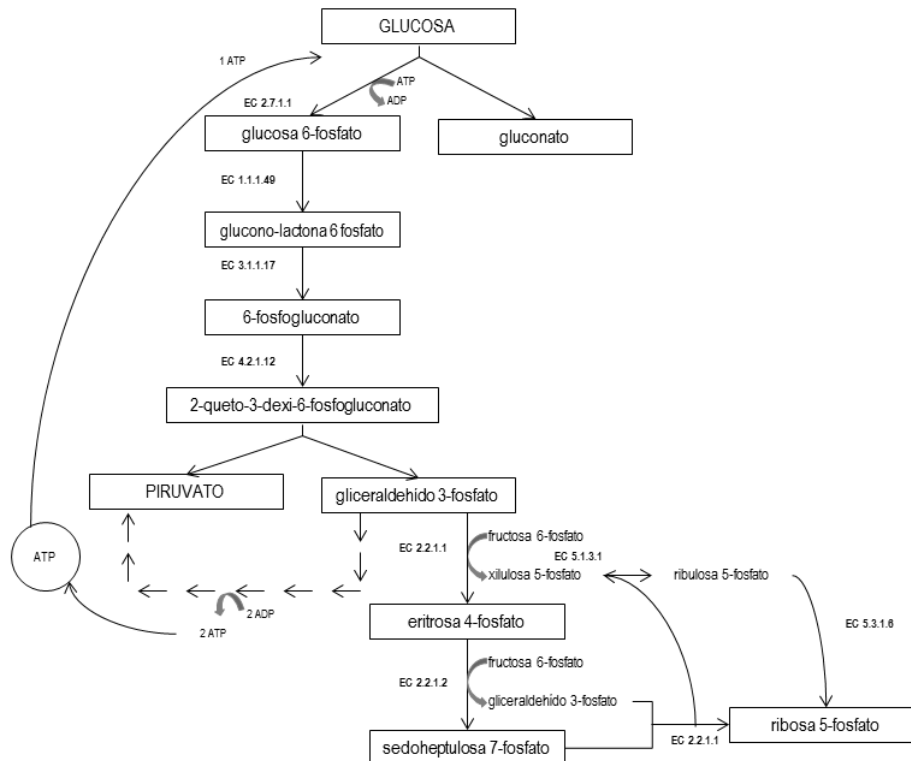 GLUCOSA
1 ATP
ATP
ADP
EC 2.7.1.1
glucosa 6-fosfato
gluconato
EC 1.1.1.49
glucono-lactona 6 fosfato
EC 3.1.1.17
6-fosfogluconato
EC 4.2.1.12
2-queto-3-dexi-6-fosfogluconato
PIRUVATO
gliceraldehido 3-fosfato
fructosa 6-fosfato
EC 2.2.1.1
EC 5.1.3.1
ATP
xilulosa 5-fosfato
ribulosa 5-fosfato
2 ADP
2 ATP
eritrosa 4-fosfato
EC 5.3.1.6
fructosa 6-fosfato
EC 2.2.1.2
gliceraldehido 3-fosfato
ribosa 5-fosfato
EC 2.2.1.1
sedoheptulosa 7-fosfato